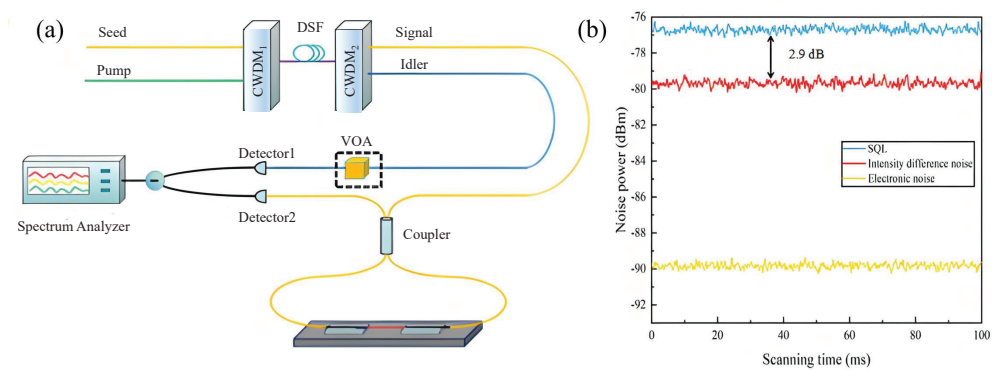 (a)
DSF
Seed
Signal
Pump
Idler
CWDM1
CWDM2
VOA
Detector1
Detector2
Spectrum Analyzer
Coupler
(b)
-76
-78
-80
-82
-84
-86
-88
-90
-92
Noise power (dBm)
2.9 dB
SQL
Intensity difference noise
Electronic noise
0
20
40
60
80
100
Scanning time (ms)